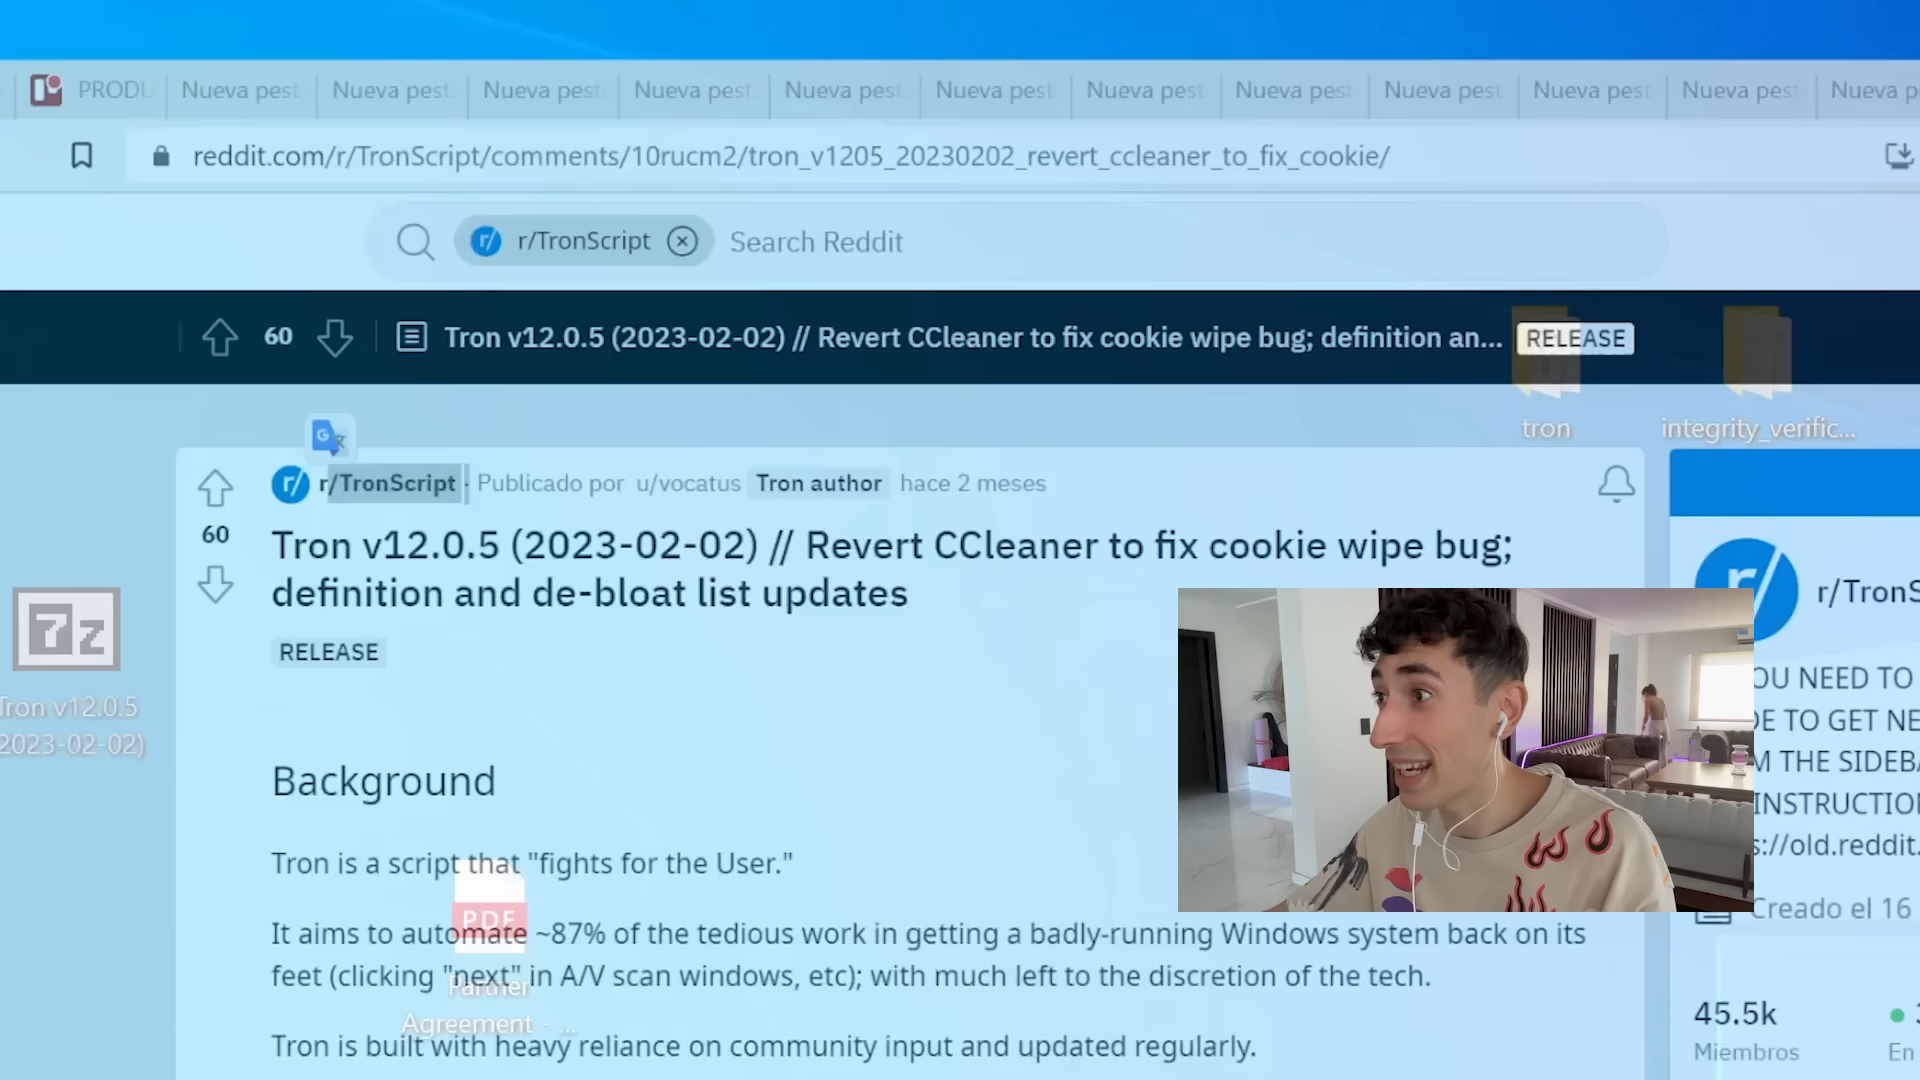 PRODU
Nueva pest
Nueva pest
Nueva pest
Nueva pest
Nueva pest
Nueva pest
Nueva pest
Nueva pest
Nueva pest
Nueva pest
Nueva pest
Nueva p
reddit.com/r/TronScript/comments/10rucm2/tron_v1205_20230202_revert_ccleaner_to_fix_cookie/
r/TronScript
Search Reddit
60
Tron v12.0.5 (2023-02-02) // Revert CCleaner to fix cookie wipe bug; definition an...
RELEASE
tron
integrity_verific...
r/TronScript · Publicado por u/vocatus Tron author hace 2 meses
60
Tron v12.0.5 (2023-02-02) // Revert CCleaner to fix cookie wipe bug;
definition and de-bloat list updates
RELEASE
7z
Tron v12.0.5
2023-02-02)
Background
Tron is a script that "fights for the User."
PDF
It aims to automate ~87% of the tedious work in getting a badly-running Windows system back on its
feet (clicking "next" in A/V scan windows, etc); with much left to the discretion of the tech.
Partner
Agreement - ...
Tron is built with heavy reliance on community input and updated regularly.
r/
r/TronS
OU NEED TO
DE TO GET NE
M THE SIDEBA
INSTRUCTION
s://old.reddit.
Creado el 16
45.5k
Miembros
En